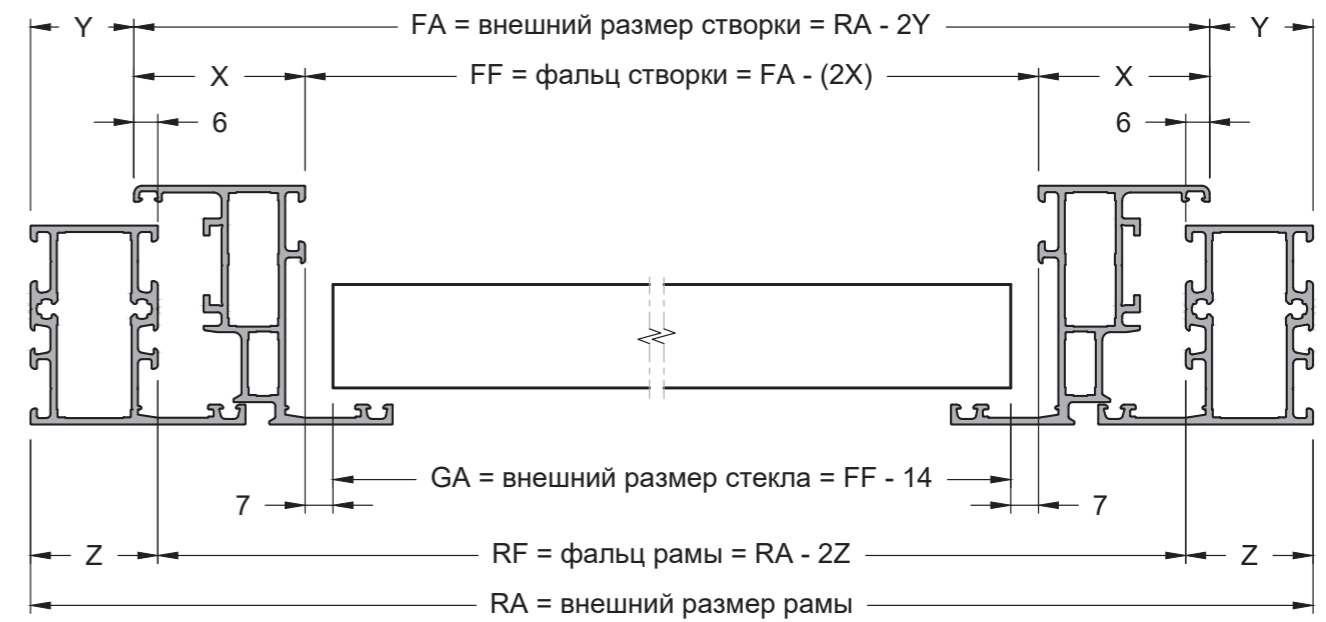 Y FA = внешний размер створки = RA - 2Y Y
X FF = фальц створки = FA - (2X) X
6 6
GA = внешний размер стекла = FF - 14
7 7
Z RF = фальц рамы = RA - 2Z Z
RA = внешний размер рамы